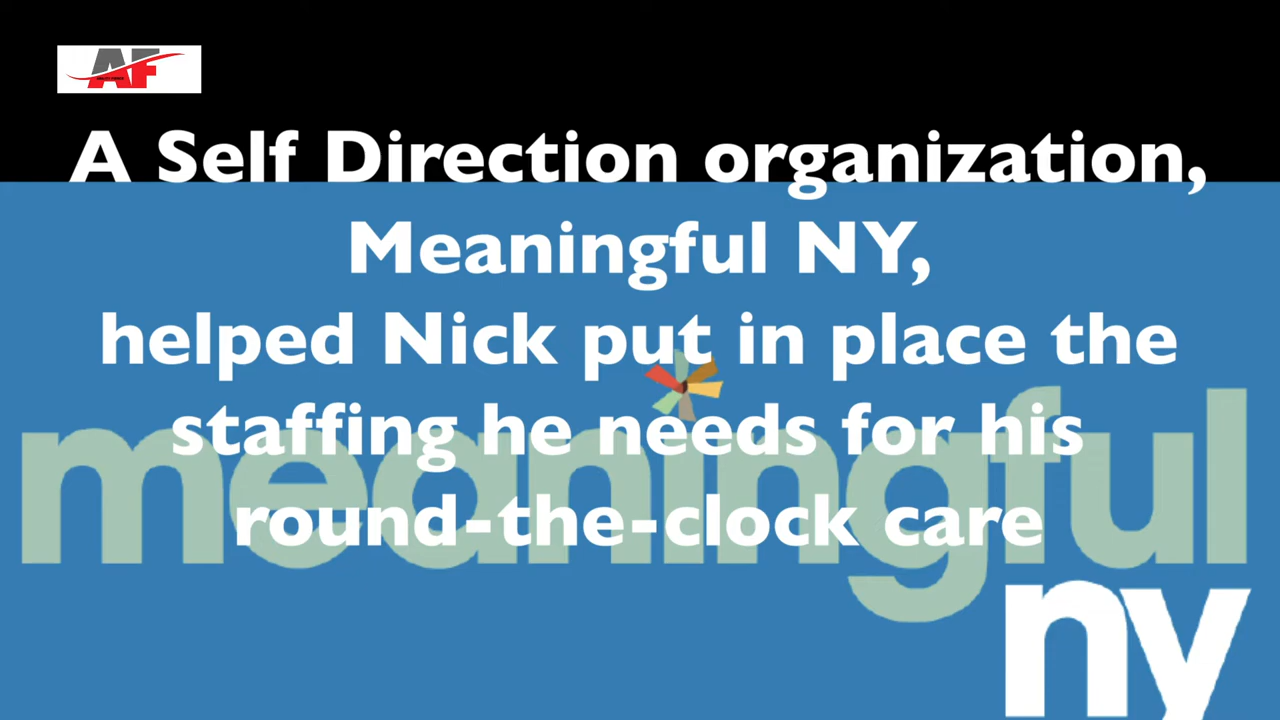 AF
A Self Direction organization,
Meaningful NY,
helped Nick put in place the
staffing he needs for his
round-the-clock care
meaningful
ny